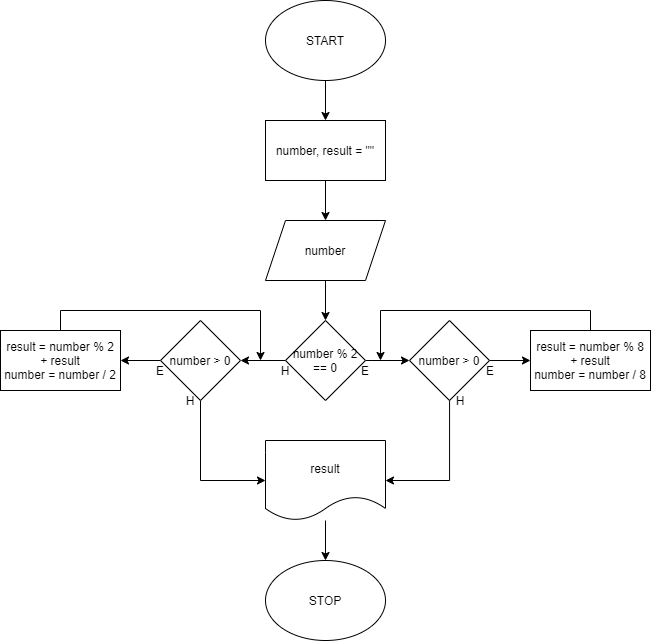 START
number, result = ""
number
result = number % 2
+ result
number = number / 2
E
number > 0
H
H
number % 2
== 0
E
number > 0
E
H
result = number % 8
+ result
number = number / 8
result
STOP